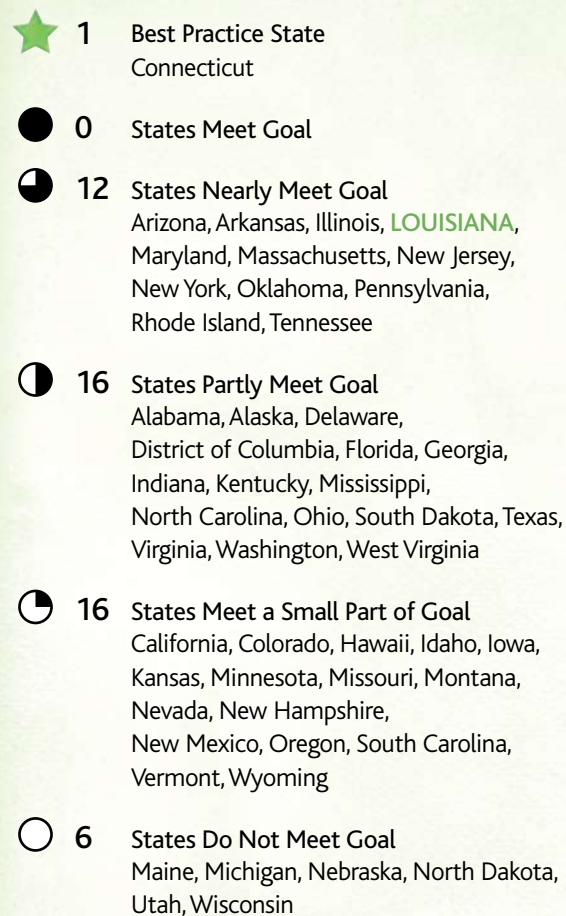 1 Best Practice State
Connecticut
0 States Meet Goal
12 States Nearly Meet Goal
Arizona, Arkansas, Illinois, LOUISIANA,
Maryland, Massachusetts, New Jersey,
New York, Oklahoma, Pennsylvania,
Rhode Island, Tennessee
16 States Partly Meet Goal
Alabama, Alaska, Delaware,
District of Columbia, Florida, Georgia,
Indiana, Kentucky, Mississippi,
North Carolina, Ohio, South Dakota, Texas,
Virginia, Washington, West Virginia
16 States Meet a Small Part of Goal
California, Colorado, Hawaii, Idaho, Iowa,
Kansas, Minnesota, Missouri, Montana,
Nevada, New Hampshire,
New Mexico, Oregon, South Carolina,
Vermont, Wyoming
6 States Do Not Meet Goal
Maine, Michigan, Nebraska, North Dakota,
Utah, Wisconsin